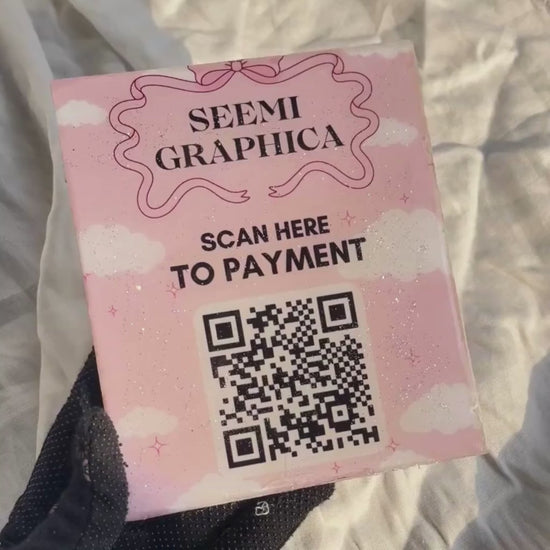 SEEMI
GRAPHICA
SCAN HERE
TO PAYMENT